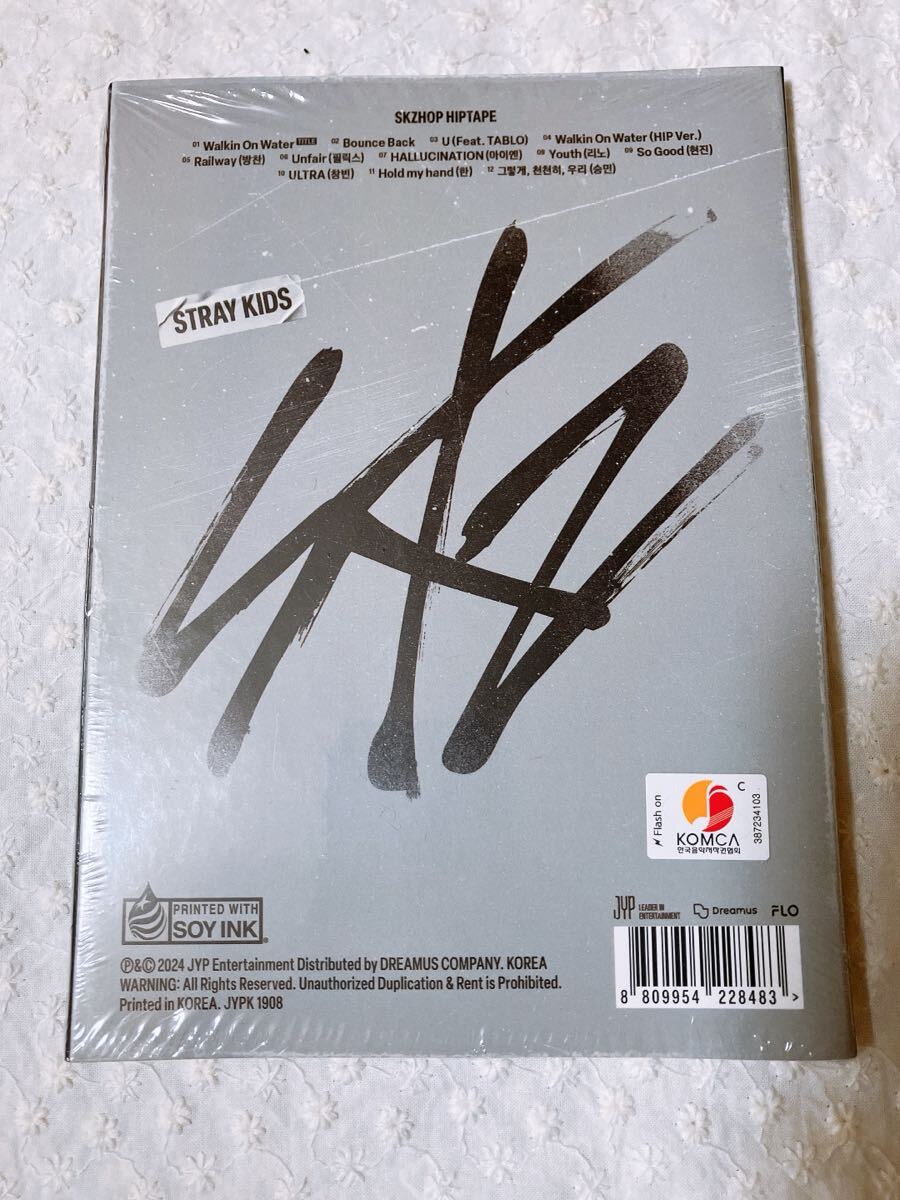 SKZHOP HIPTAPE
01 Walkin On Water TITLE 02 Bounce Back 03 U (Feat. TABLO) 04 Walkin On Water (HIP Ver.)
05 Railway (방찬) 06 Unfair (필릭스) 07 HALLUCINATION (아이엔) 08 Youth (리노) 09 So Good (현진)
10 ULTRA (창빈) 11 Hold my hand (한) 12 그렇게, 천천히, 우리 (승민)
STRAY KIDS
SKZ
Flash on
KOMCA
한국음악저작권협회
C
387234103
PRINTED WITH
SOY INK®
JYP LEADER IN
ENTERTAINMENT
Dreamus
FLO
Ⓟ&Ⓒ 2024 JYP Entertainment Distributed by DREAMUS COMPANY. KOREA
WARNING: All Rights Reserved. Unauthorized Duplication & Rent is Prohibited.
Printed in KOREA. JYPK 1908
8 809954 228483 >